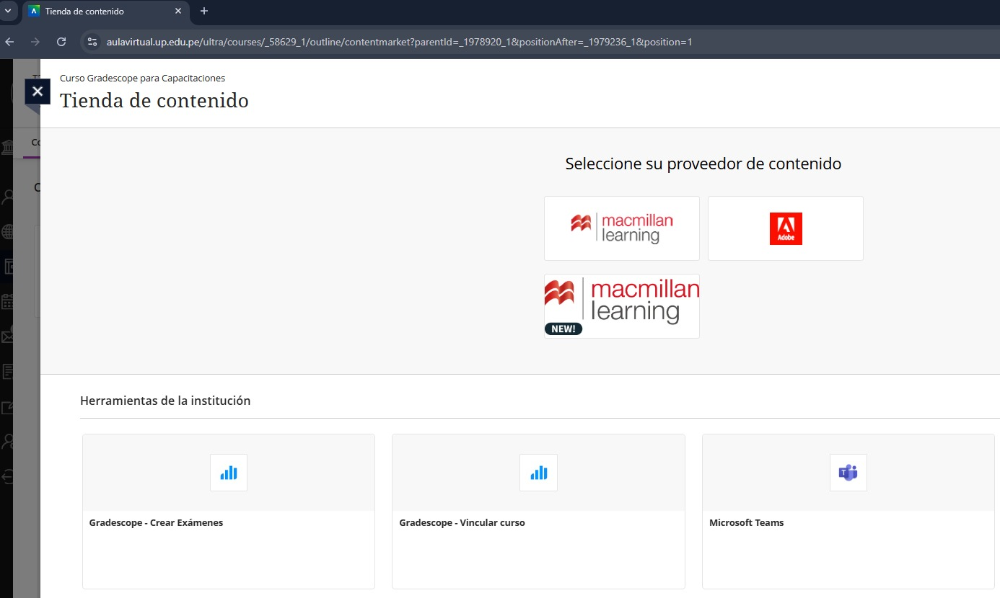 Tienda de contenido
aulavirtual.up.edu.pe/ultra/courses/_58629_1/outline/contentmarket?parentId=_1978920_1&positionAfter=_1979236_1&position=1
Curso Gradescope para Capacitaciones
Tienda de contenido
Co
C
Seleccione su proveedor de contenido
macmillan
learning
Adobe
macmillan
learning
NEW!
Herramientas de la institución
Gradescope - Crear Exámenes
Gradescope - Vincular curso
Microsoft Teams